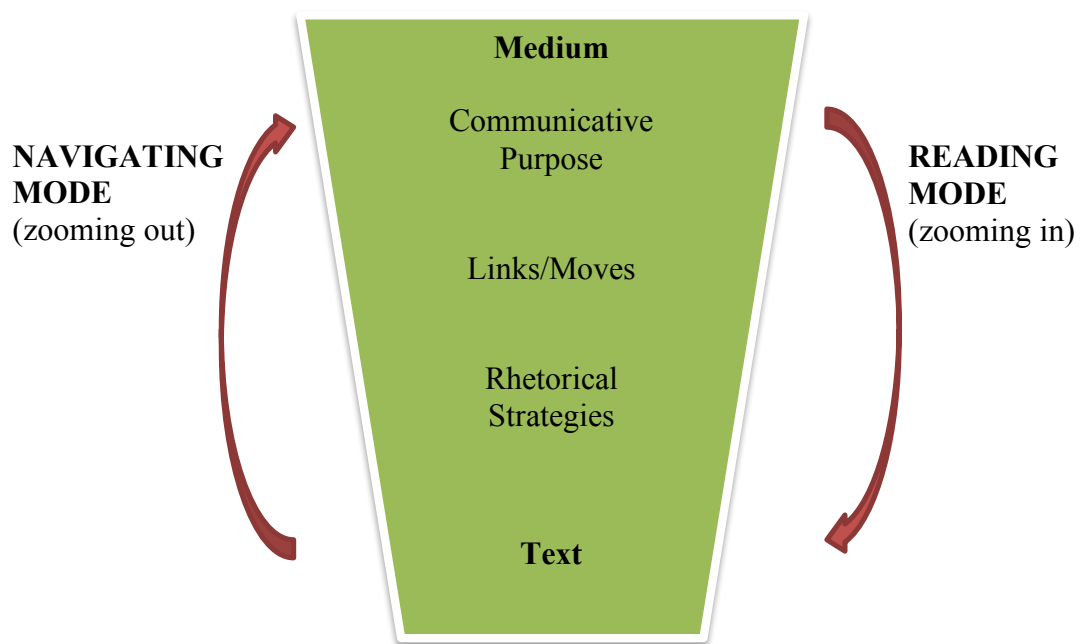 Medium
Communicative
Purpose
NAVIGATING
MODE
(zooming out)
READING
MODE
(zooming in)
Links/Moves
Rhetorical
Strategies
Text